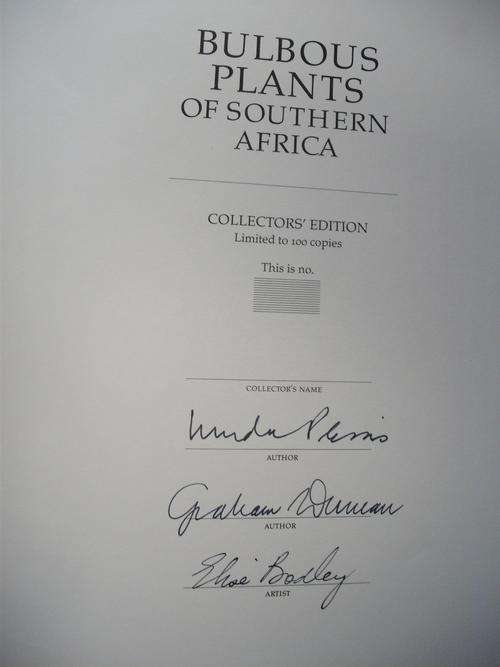 BULBOUS
PLANTS
OF SOUTHERN
AFRICA
COLLECTORS' EDITION
Limited to 100 copies
This is no.
COLLECTOR'S NAME
AUTHOR
Graham Duncan
AUTHOR
Elise Bodley
ARTIST